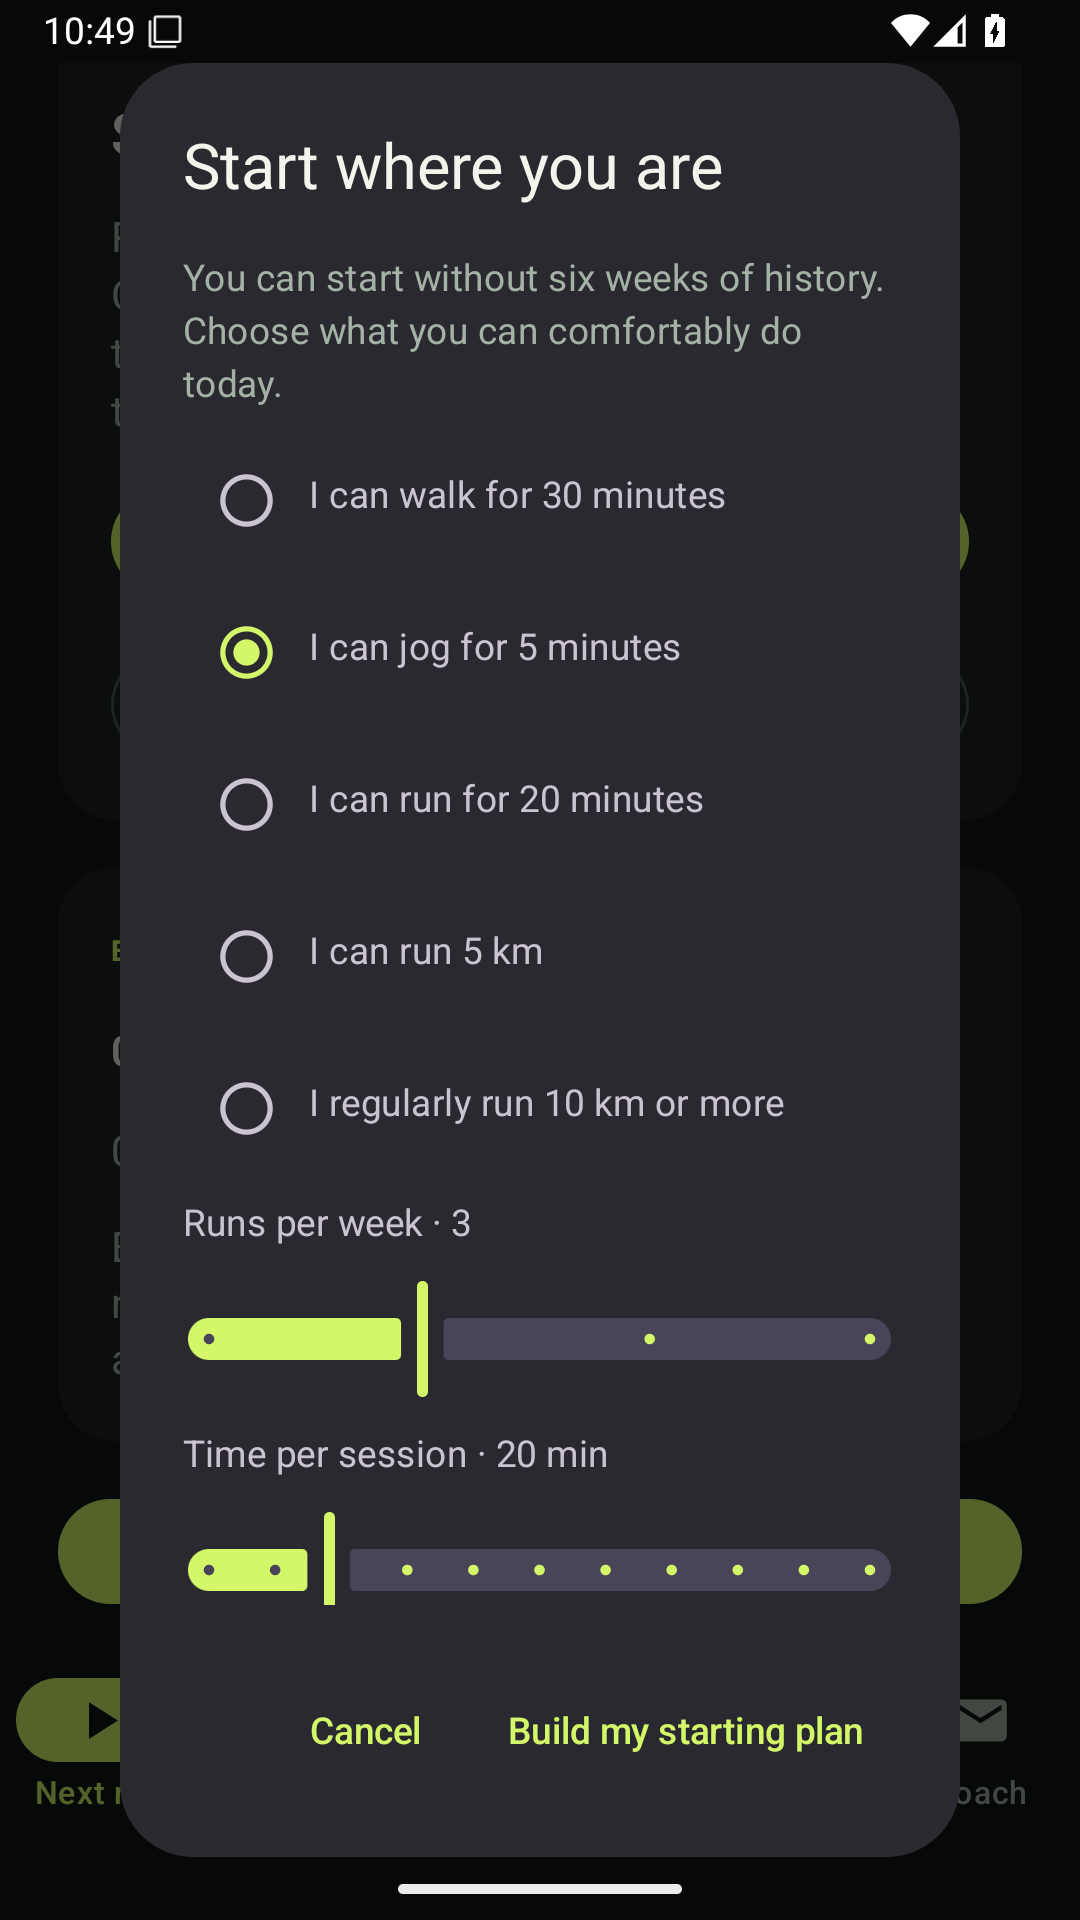 10:49
Start where you are
You can start without six weeks of history.
Choose what you can comfortably do
today.
I can walk for 30 minutes
I can jog for 5 minutes
I can run for 20 minutes
I can run 5 km
I regularly run 10 km or more
Runs per week · 3
Time per session · 20 min
Cancel
Build my starting plan
Next